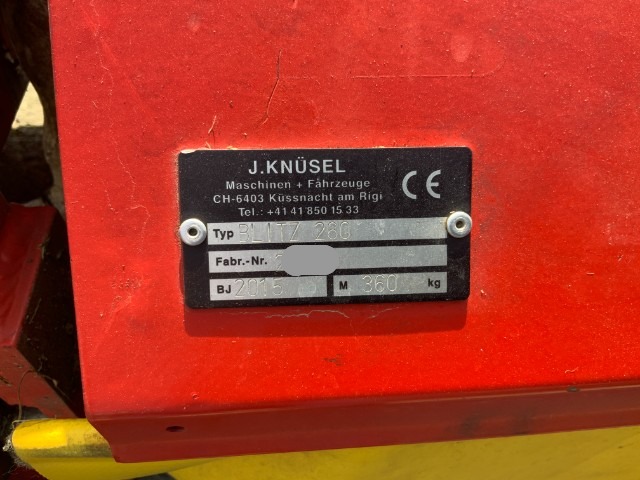 J.KNÜSEL
Maschinen + Fahrzeuge
CH-6403 Küssnacht am Rigi
Tel.: +41 41 850 15 33
CE
Typ BLITZ 260
Fabr.-Nr.
BJ 2015 M 360 kg